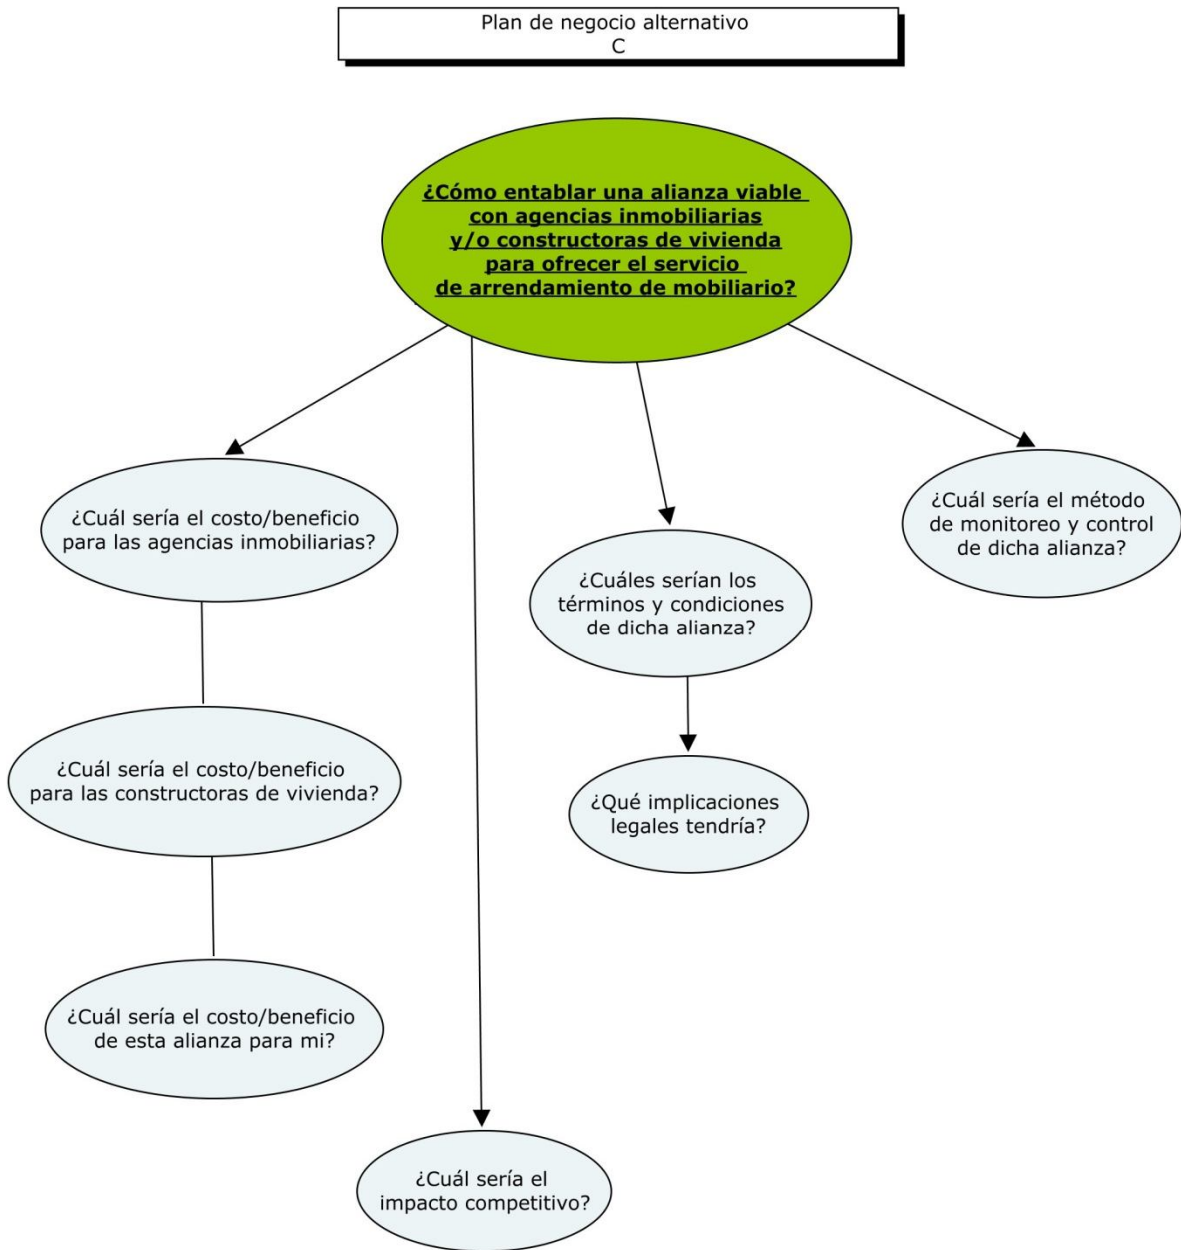 Plan de negocio alternativo
C
¿Cómo entablar una alianza viable
con agencias inmobiliarias
y/o constructoras de vivienda
para ofrecer el servicio
de arrendamiento de mobiliario?
¿Cuál sería el costo/beneficio
para las agencias inmobiliarias?
¿Cuál sería el método
de monitoreo y control
de dicha alianza?
¿Cuáles serían los
términos y condiciones
de dicha alianza?
¿Cuál sería el costo/beneficio
para las constructoras de vivienda?
¿Qué implicaciones
legales tendría?
¿Cuál sería el costo/beneficio
de esta alianza para mi?
¿Cuál sería el
impacto competitivo?